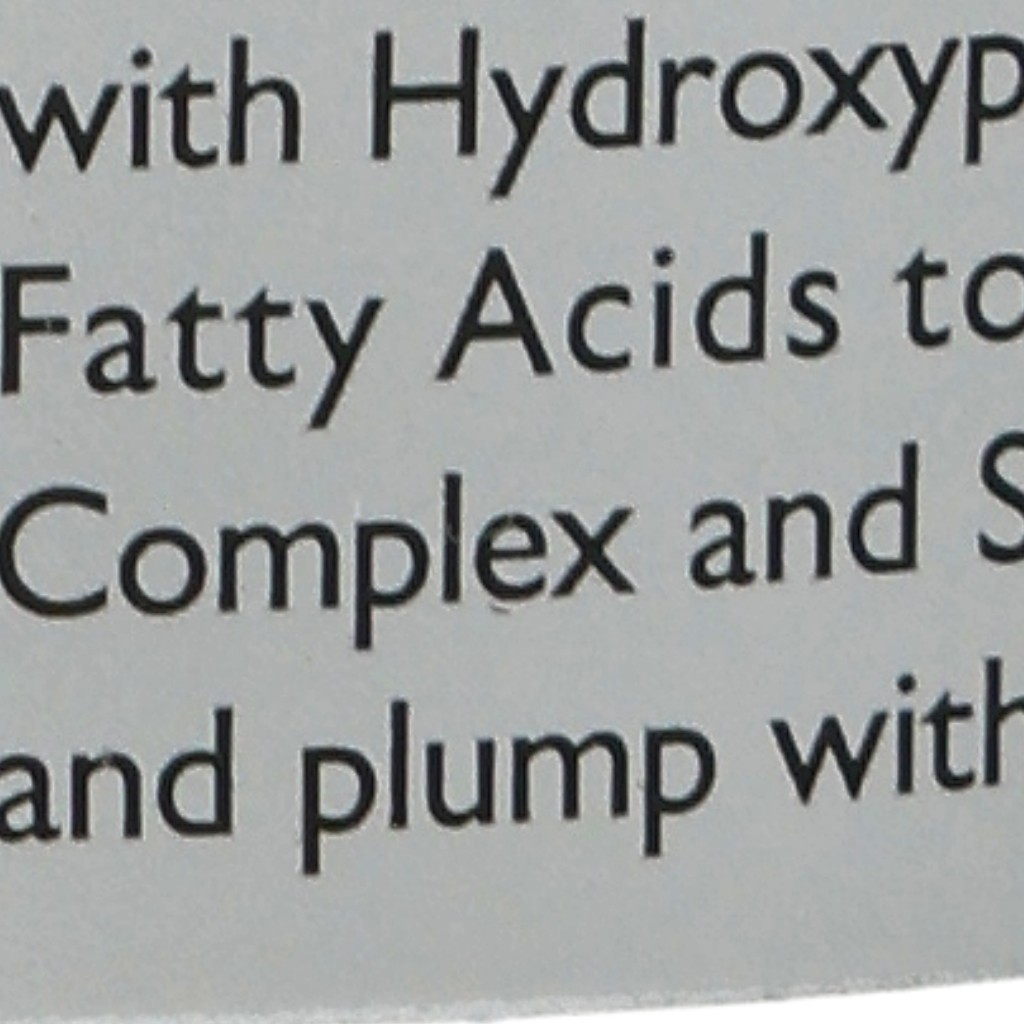 with Hydroxyp
Fatty Acids to
Complex and S
and plump with